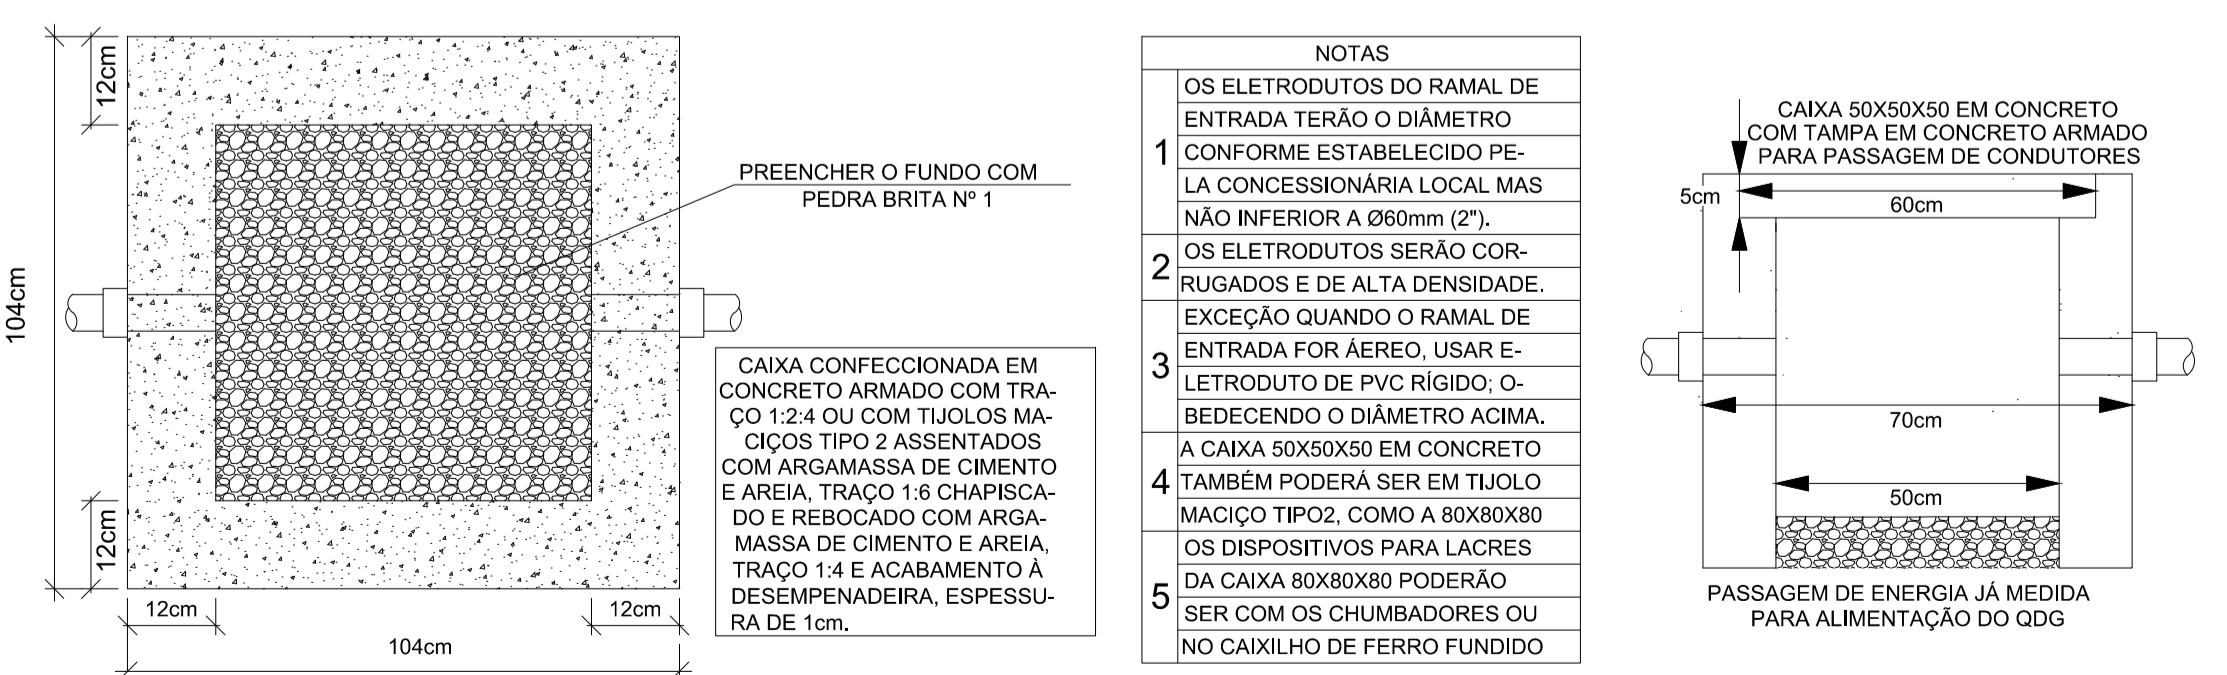 12cm
104cm
12cm
12cm
12cm
104cm
PREENCHER O FUNDO COM
PEDRA BRITA Nº 1
CAIXA CONFECCIONADA EM
CONCRETO ARMADO COM TRA-
ÇO 1:2:4 OU COM TIJOLOS MA-
CIÇOS TIPO 2 ASSENTADOS
COM ARGAMASSA DE CIMENTO
E AREIA, TRAÇO 1:6 CHAPISCA-
DO E REBOCADO COM ARGA-
MASSA DE CIMENTO E AREIA,
TRAÇO 1:4 E ACABAMENTO À
DESEMPENADEIRA, ESPESSU-
RA DE 1cm.
NOTAS
1
OS ELETRODUTOS DO RAMAL DE
ENTRADA TERÃO O DIÂMETRO
CONFORME ESTABELECIDO PE-
LA CONCESSIONÁRIA LOCAL MAS
NÃO INFERIOR A Ø60mm (2").
2
OS ELETRODUTOS SERÃO COR-
RUGADOS E DE ALTA DENSIDADE.
3
EXCEÇÃO QUANDO O RAMAL DE
ENTRADA FOR ÁEREO, USAR E-
LETRODUTO DE PVC RÍGIDO; O-
BEDECENDO O DIÂMETRO ACIMA.
4
A CAIXA 50X50X50 EM CONCRETO
TAMBÉM PODERÁ SER EM TIJOLO
MACIÇO TIPO2, COMO A 80X80X80
5
OS DISPOSITIVOS PARA LACRES
DA CAIXA 80X80X80 PODERÃO
SER COM OS CHUMBADORES OU
NO CAIXILHO DE FERRO FUNDIDO
CAIXA 50X50X50 EM CONCRETO
COM TAMPA EM CONCRETO ARMADO
PARA PASSAGEM DE CONDUTORES
5cm
60cm
70cm
50cm
PASSAGEM DE ENERGIA JÁ MEDIDA
PARA ALIMENTAÇÃO DO QDG